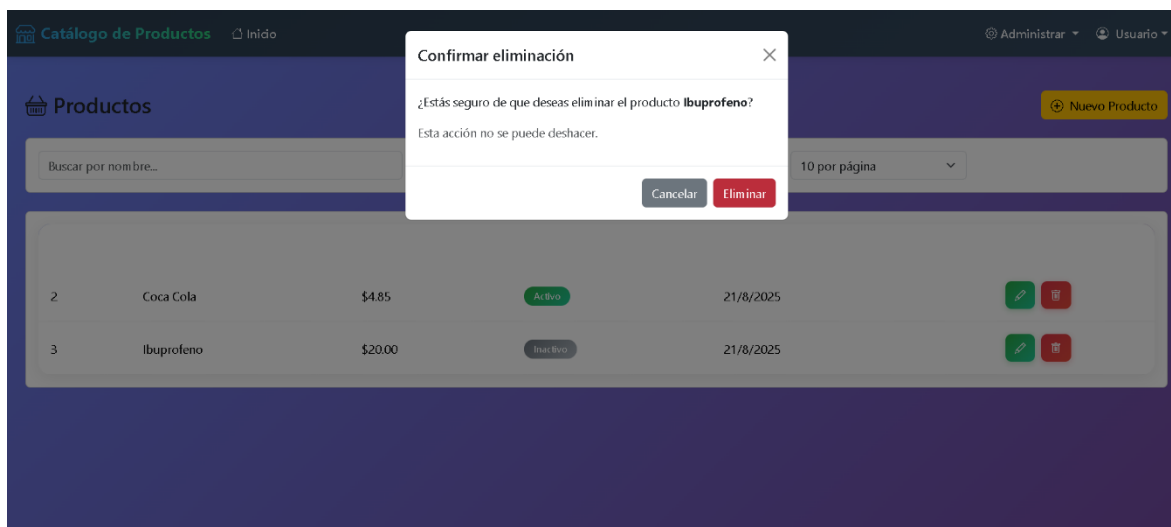 Catálogo de Productos Inicio Administrar Usuario
Confirmar eliminación
¿Estás seguro de que deseas eliminar el producto Ibuprofeno?
Esta acción no se puede deshacer.
Cancelar Eliminar
Productos Nuevo Producto
Buscar por nombre... 10 por página
2 Coca Cola $4.85 Activo 21/8/2025
3 Ibuprofeno $20.00 Inactivo 21/8/2025